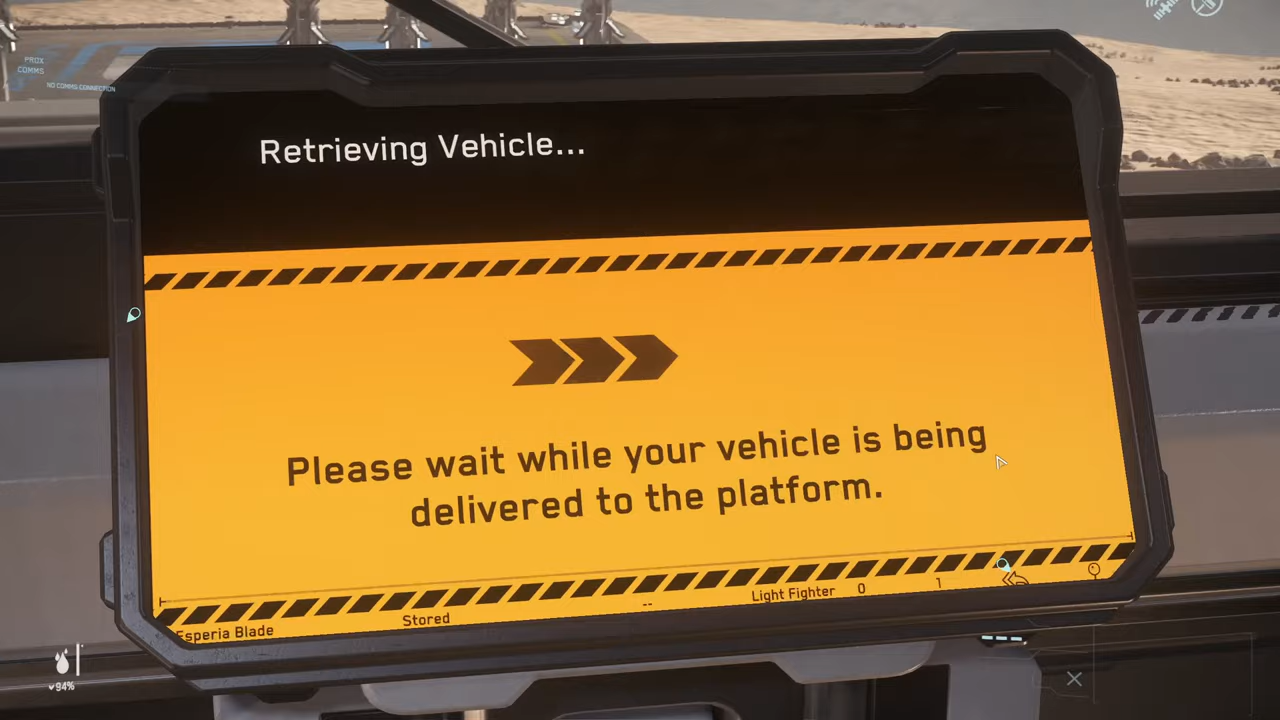 PROX
COMMS
NO COMMS CONNECTION
Retrieving Vehicle...
Please wait while your vehicle is being
delivered to the platform.
Esperia Blade Stored -- Light Fighter 0 1
94%